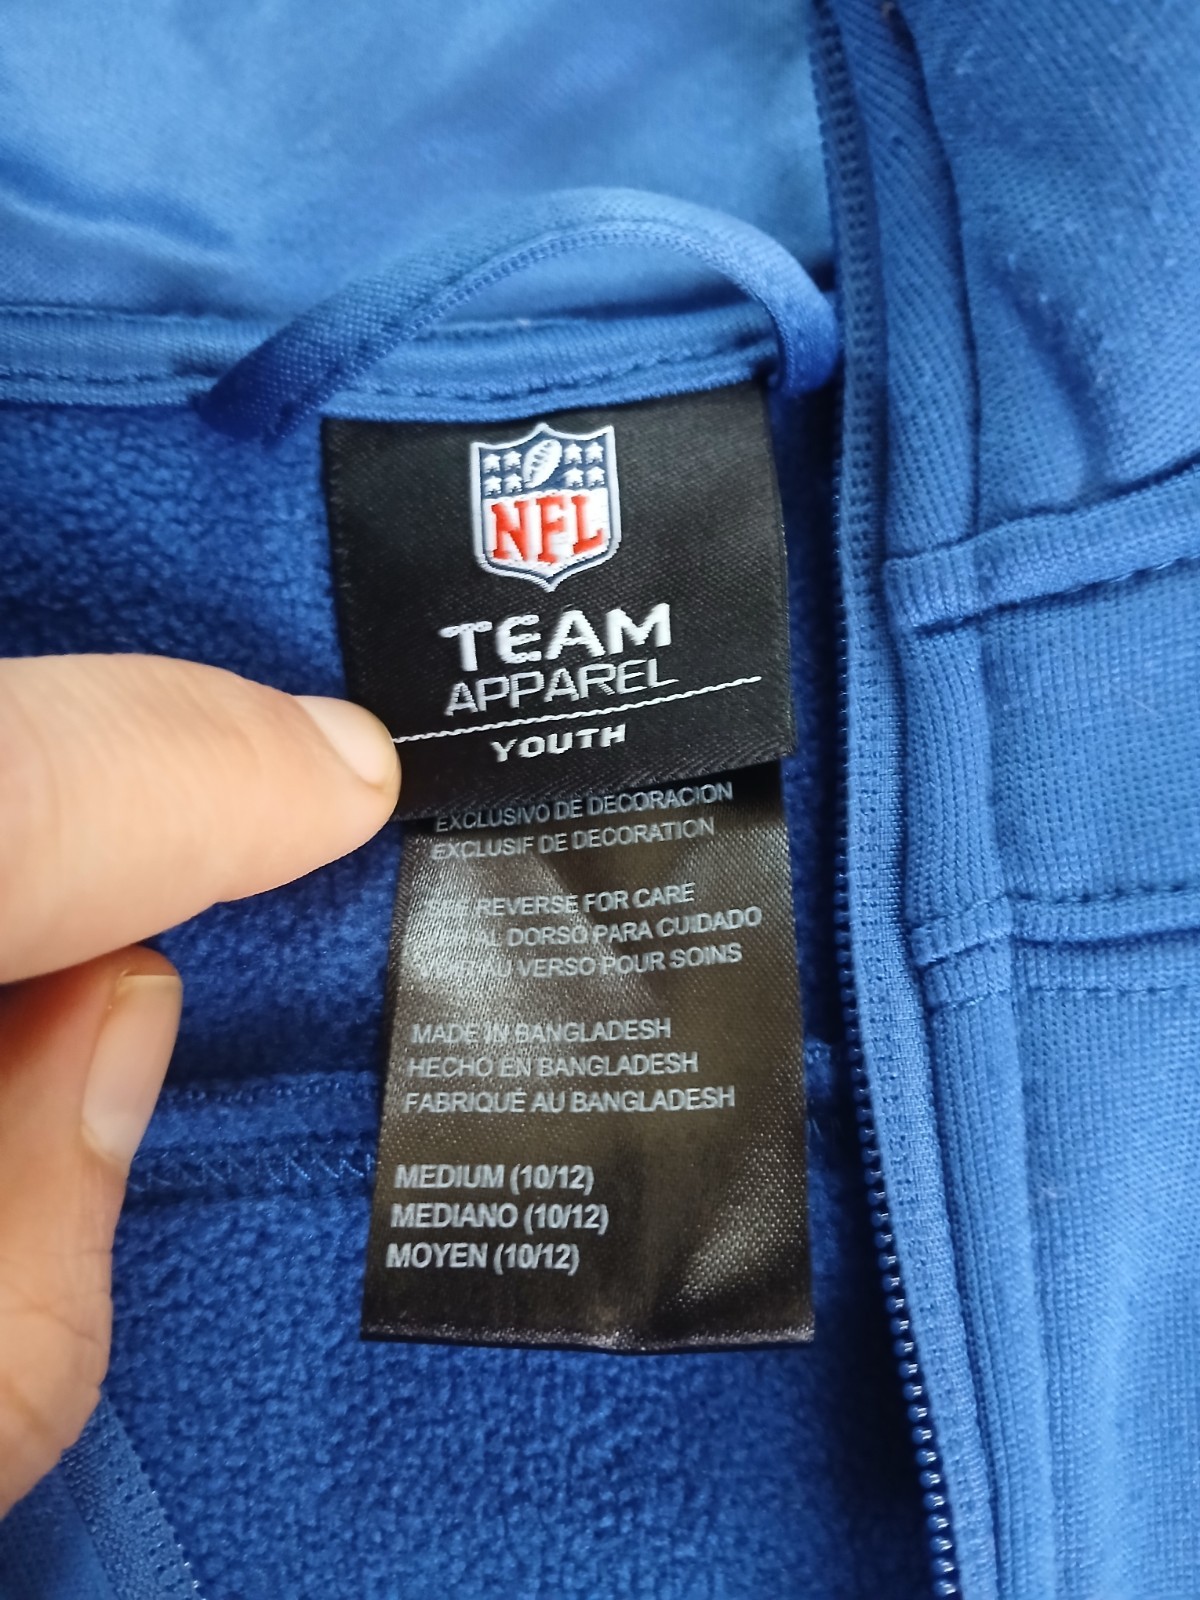 NFL
TEAM
APPAREL
YOUTH
EXCLUSIVO DE DECORACION
EXCLUSIF DE DECORATION
SEE REVERSE FOR CARE
AL DORSO PARA CUIDADO
AU VERSO POUR SOINS
MADE IN BANGLADESH
HECHO EN BANGLADESH
FABRIQUÉ AU BANGLADESH
MEDIUM (10/12)
MEDIANO (10/12)
MOYEN (10/12)